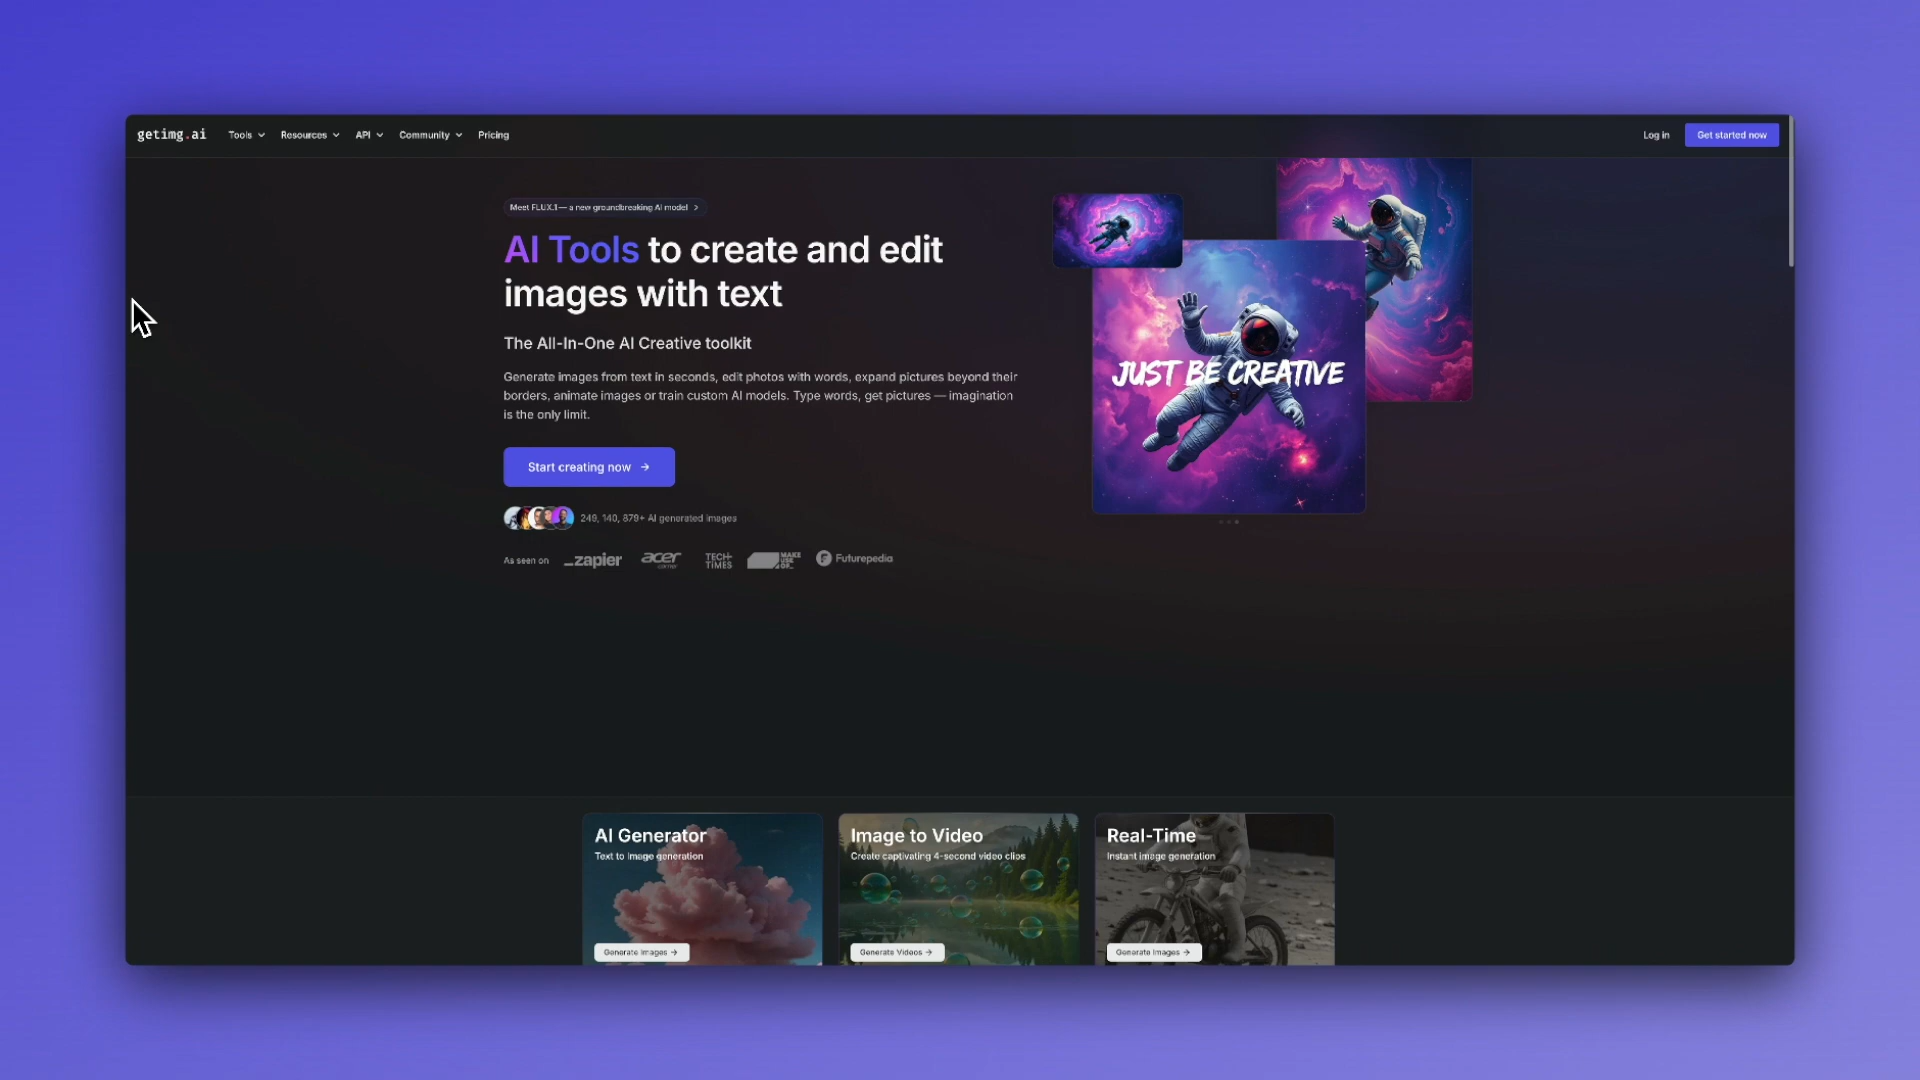 getimg.ai Tools Resources API Community Pricing Log in Get started now
Meet FLUX.1 — a new groundbreaking AI model
AI Tools to create and edit
images with text
The All-In-One AI Creative toolkit
Generate images from text in seconds, edit photos with words, expand pictures beyond their
borders, animate images or train custom AI models. Type words, get pictures — imagination
is the only limit.
Start creating now
249, 140, 879+ AI generated images
As seen on zapier acer TECH TIMES MAKE USE OF_ Futurepedia
JUST BE CREATIVE
AI Generator
Text to image generation
Generate Images
Image to Video
Create captivating 4-second video clips
Generate Videos
Real-Time
Instant image generation
Generate Images